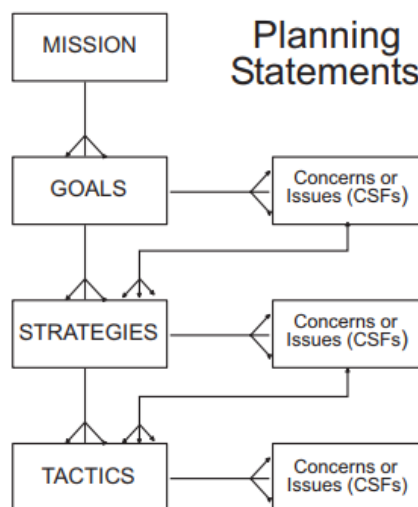 Planning
Statements
MISSION
GOALS
Concerns or
Issues (CSFs)
STRATEGIES
Concerns or
Issues (CSFs)
TACTICS
Concerns or
Issues (CSFs)